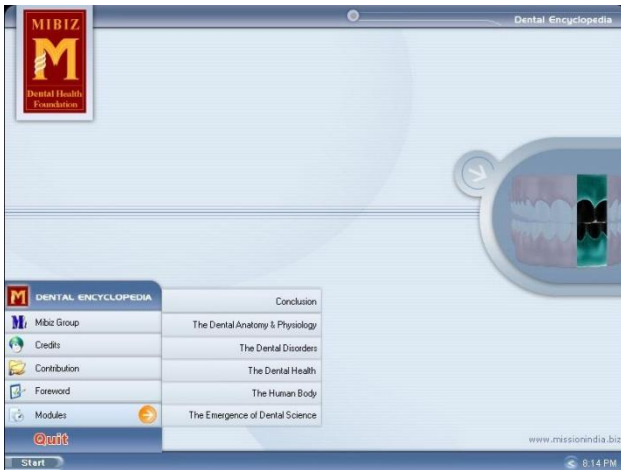 MIBIZ
M
Dental Health
Foundation
Dental Encyclopedia
M DENTAL ENCYCLOPEDIA
Mibiz Group
Credits
Contribution
Foreword
Modules
Quit
Conclusion
The Dental Anatomy & Physiology
The Dental Disorders
The Dental Health
The Human Body
The Emergence of Dental Science
www.missionindia.biz
Start
8:14 PM